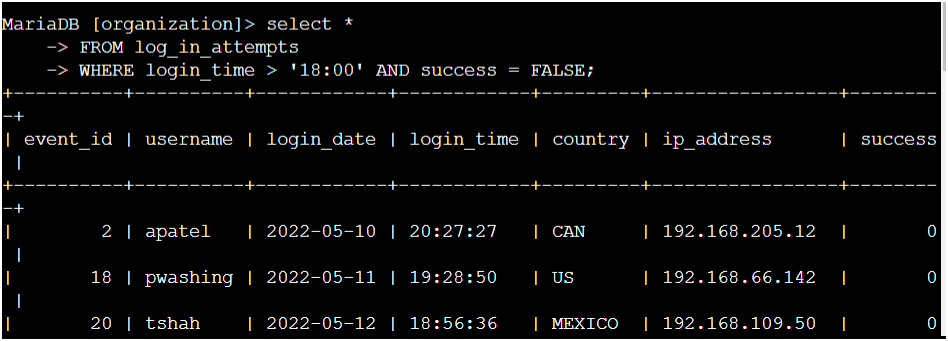 MariaDB [organization]> select *
    -> FROM log_in_attempts
    -> WHERE login_time > '18:00' AND success = FALSE;
+----------+----------+------------+------------+---------+-----------------+--------
-+
| event_id | username | login_date | login_time | country | ip_address      | success
 |
+----------+----------+------------+------------+---------+-----------------+--------
-+
|        2 | apatel   | 2022-05-10 | 20:27:27   | CAN     | 192.168.205.12  |       0
 |
|       18 | pwashing | 2022-05-11 | 19:28:50   | US      | 192.168.66.142  |       0
 |
|       20 | tshah    | 2022-05-12 | 18:56:36   | MEXICO  | 192.168.109.50  |       0